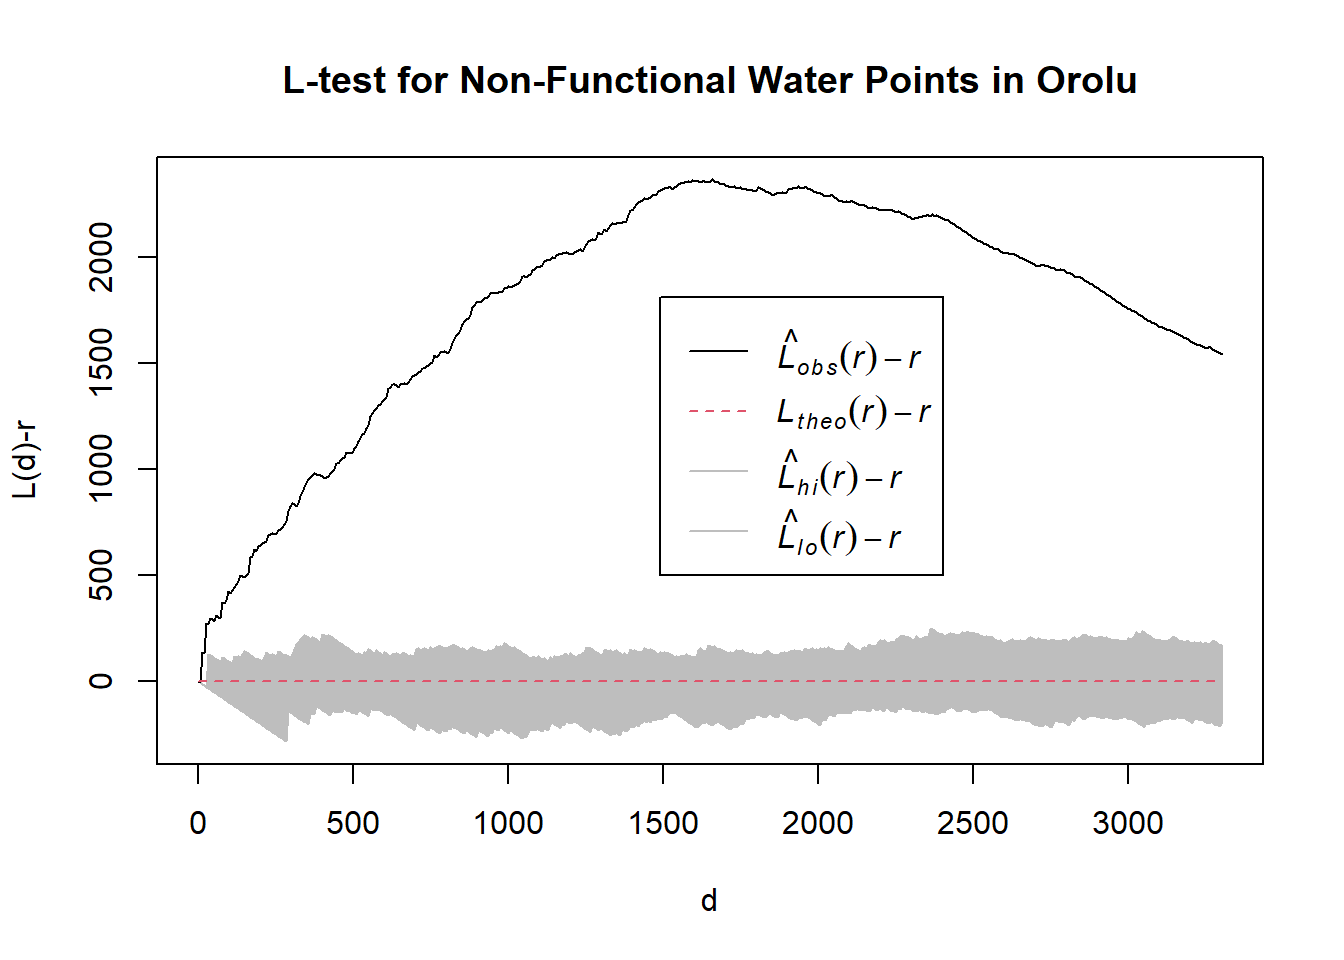 L-test for Non-Functional Water Points in Orolu
L(d)-r
2000
1500
1000
500
0
L̂obs(r) – r
Ltheo(r) – r
L̂hi(r) – r
L̂lo(r) – r
0 500 1000 1500 2000 2500 3000
d